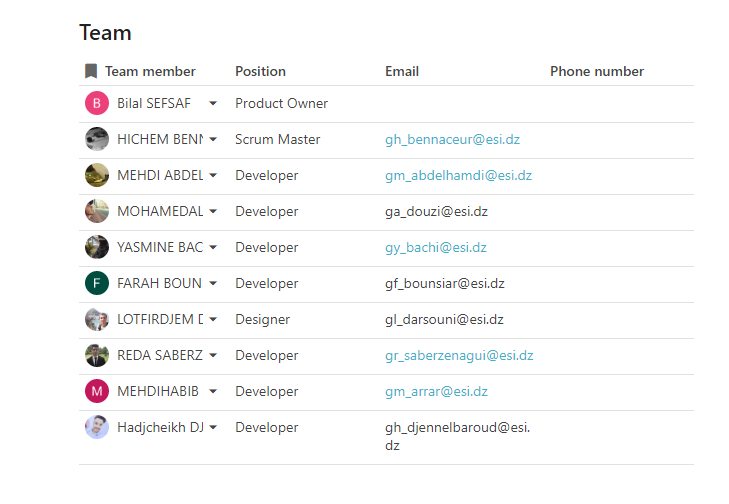 Team
Team member Position Email Phone number
B Bilal SEFSAF Product Owner
HICHEM BENN Scrum Master gh_bennaceur@esi.dz
MEHDI ABDEL Developer gm_abdelhamdi@esi.dz
MOHAMEDAL Developer ga_douzi@esi.dz
YASMINE BAC Developer gy_bachi@esi.dz
F FARAH BOUN Developer gf_bounsiar@esi.dz
LOTFIRDJEM D Designer gl_darsouni@esi.dz
REDA SABERZ Developer gr_saberzenagui@esi.dz
M MEHDIHABIB Developer gm_arrar@esi.dz
Hadjcheikh DJ Developer gh_djennelbaroud@esi.
dz